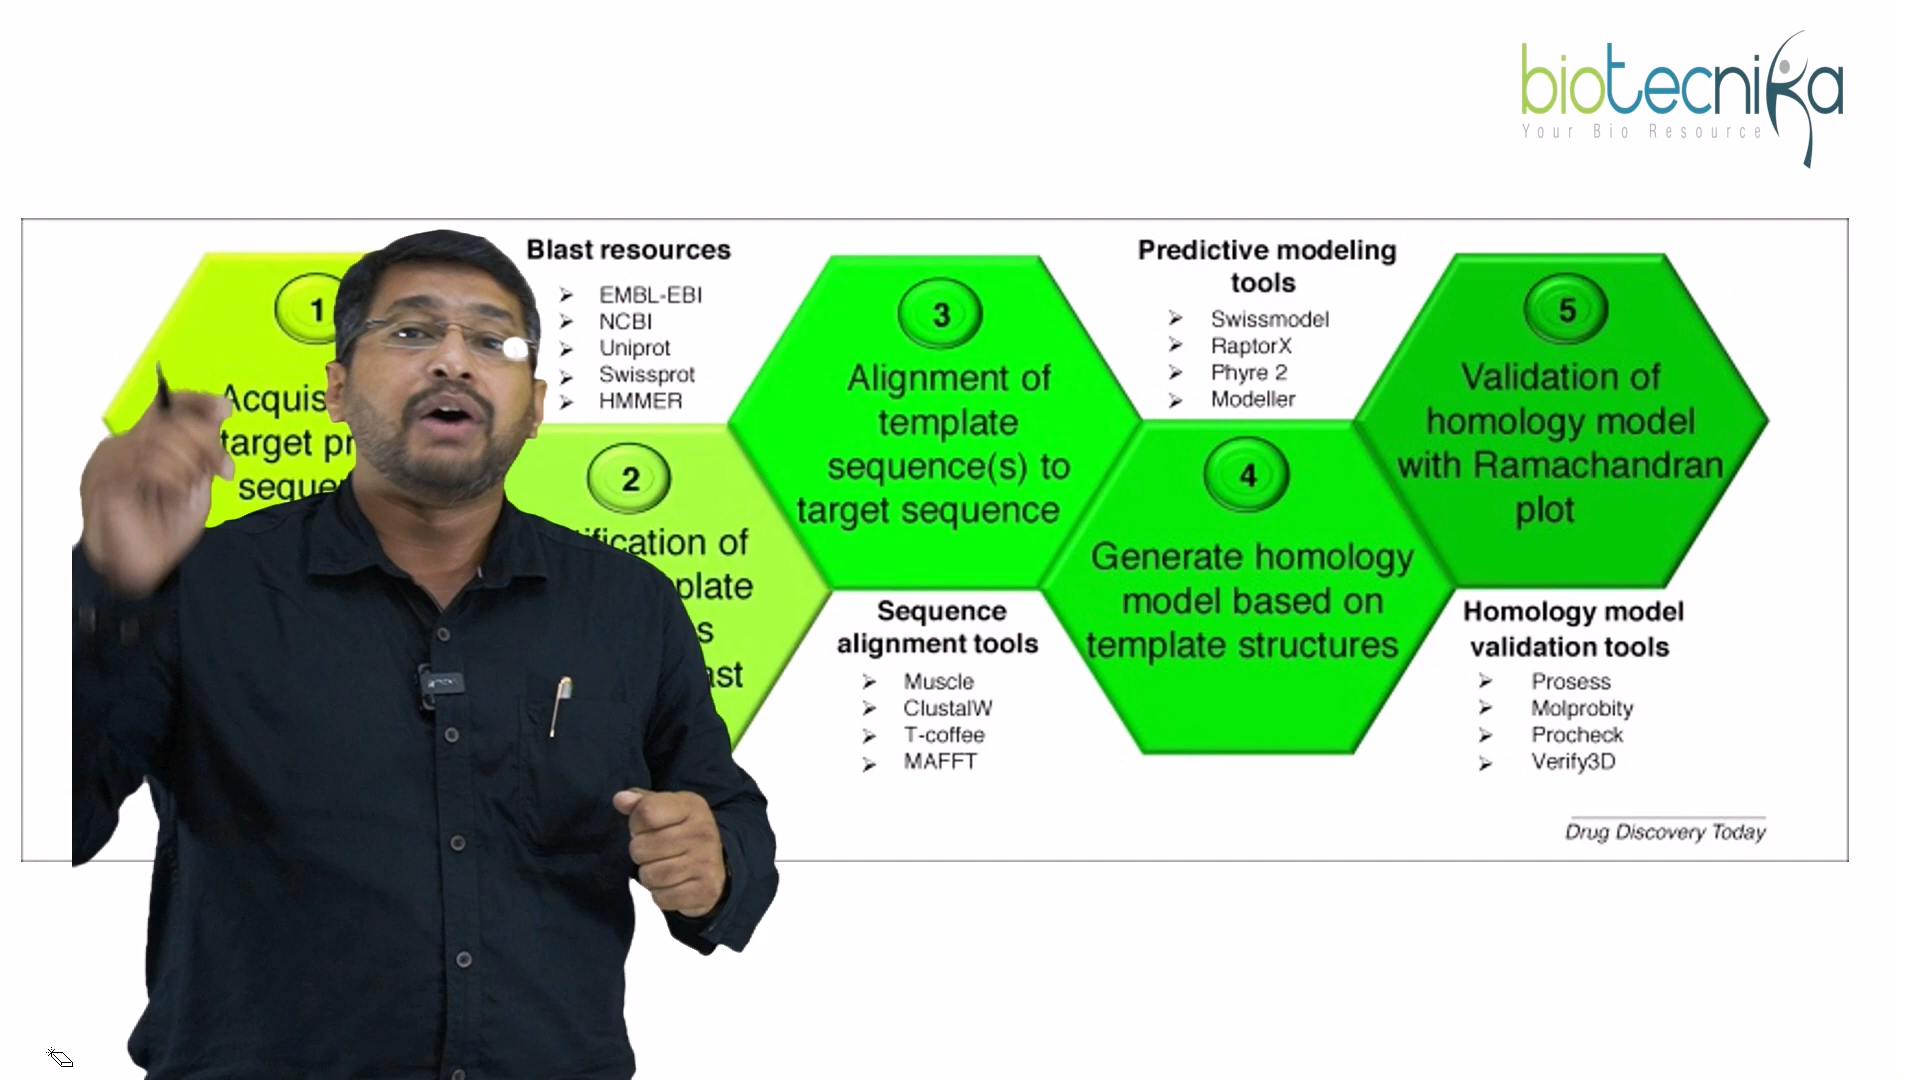 biotecnika
Your Bio Resource
1
Acquis
target pr
seque
Blast resources
EMBL-EBI
NCBI
Uniprot
Swissprot
HMMER
2
ification of
plate
s
ast
3
Alignment of
template
sequence(s) to
target sequence
Sequence
alignment tools
Muscle
ClustalW
T-coffee
MAFFT
Predictive modeling
tools
Swissmodel
RaptorX
Phyre 2
Modeller
4
Generate homology
model based on
template structures
5
Validation of
homology model
with Ramachandran
plot
Homology model
validation tools
Prosess
Molprobity
Procheck
Verify3D
Drug Discovery Today